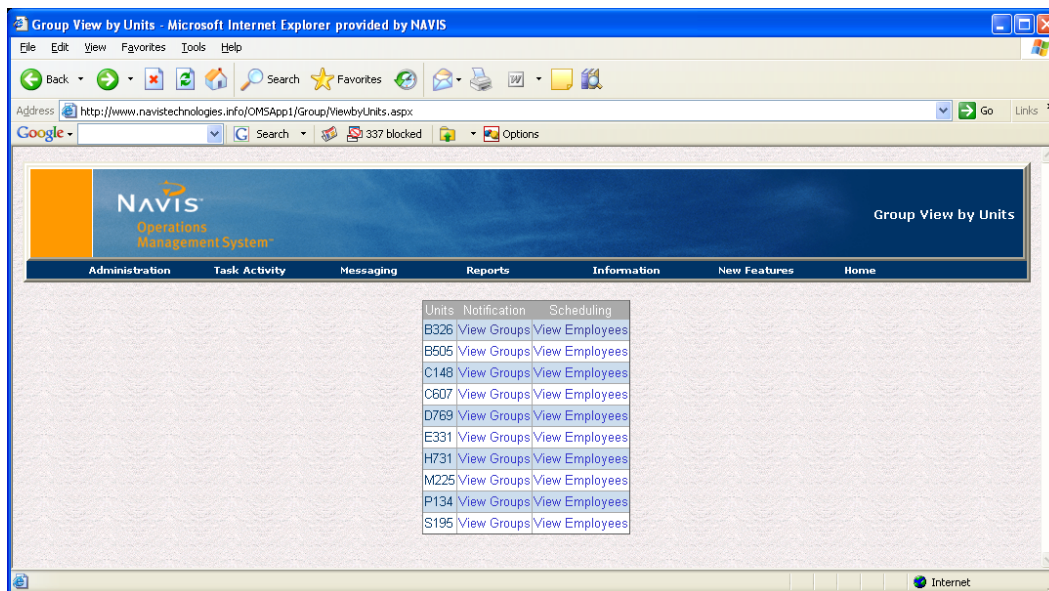 Group View by Units - Microsoft Internet Explorer provided by NAVIS
File Edit View Favorites Tools Help
Back Search Favorites
Address http://www.navistechnologies.info/OMSApp1/Group/ViewbyUnits.aspx Go Links
Google Search 337 blocked Options
NAVIS
Operations
Management System™
Group View by Units
Administration Task Activity Messaging Reports Information New Features Home
Units Notification Scheduling
B326 View Groups View Employees
B505 View Groups View Employees
C148 View Groups View Employees
C607 View Groups View Employees
D769 View Groups View Employees
E331 View Groups View Employees
H731 View Groups View Employees
M225 View Groups View Employees
P134 View Groups View Employees
S195 View Groups View Employees
Internet